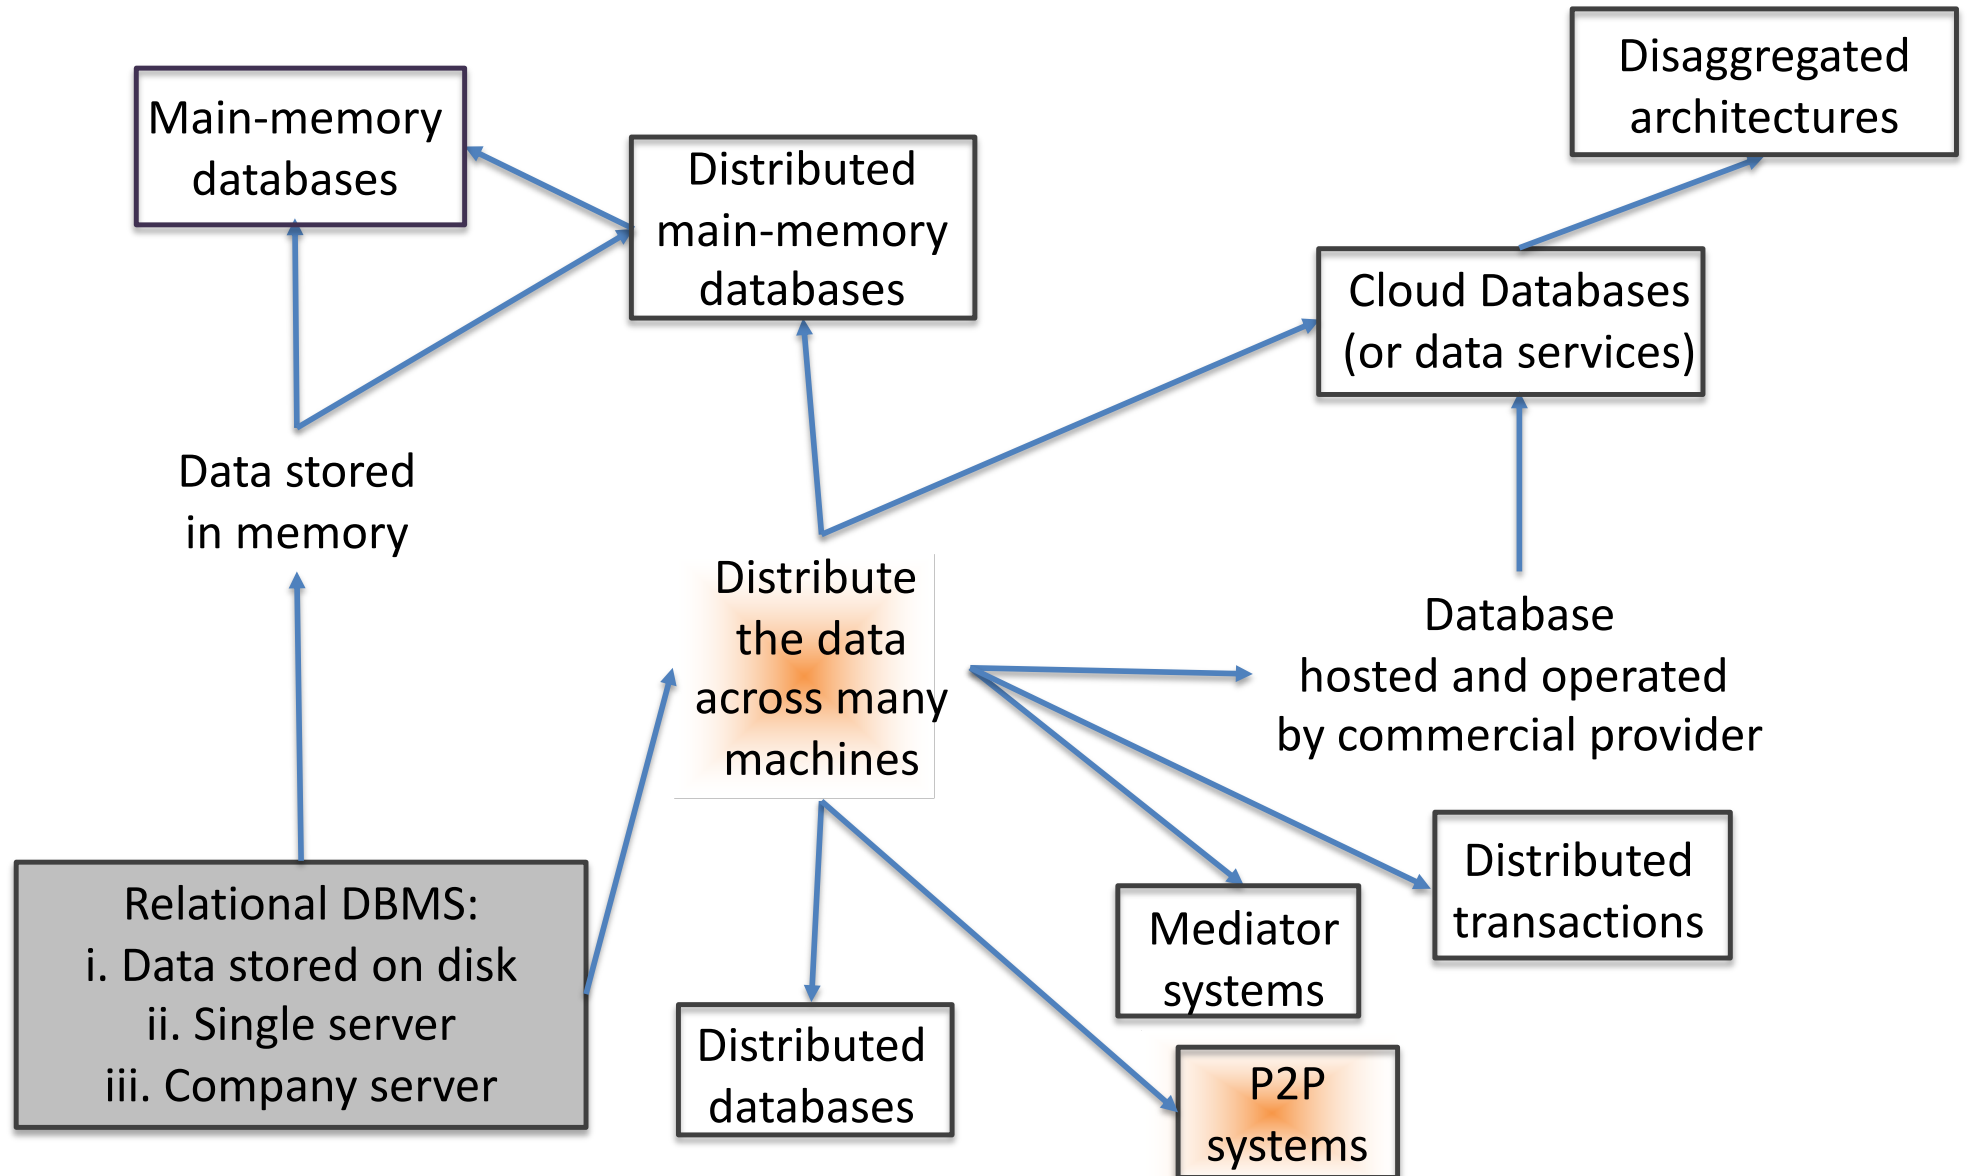 Disaggregated
architectures
Main-memory
databases
Distributed
main-memory
databases
Cloud Databases
(or data services)
Data stored
in memory
Distribute
the data
across many
machines
Database
hosted and operated
by commercial provider
Relational DBMS:
i. Data stored on disk
ii. Single server
iii. Company server
Distributed
transactions
Mediator
systems
Distributed
databases
P2P
systems